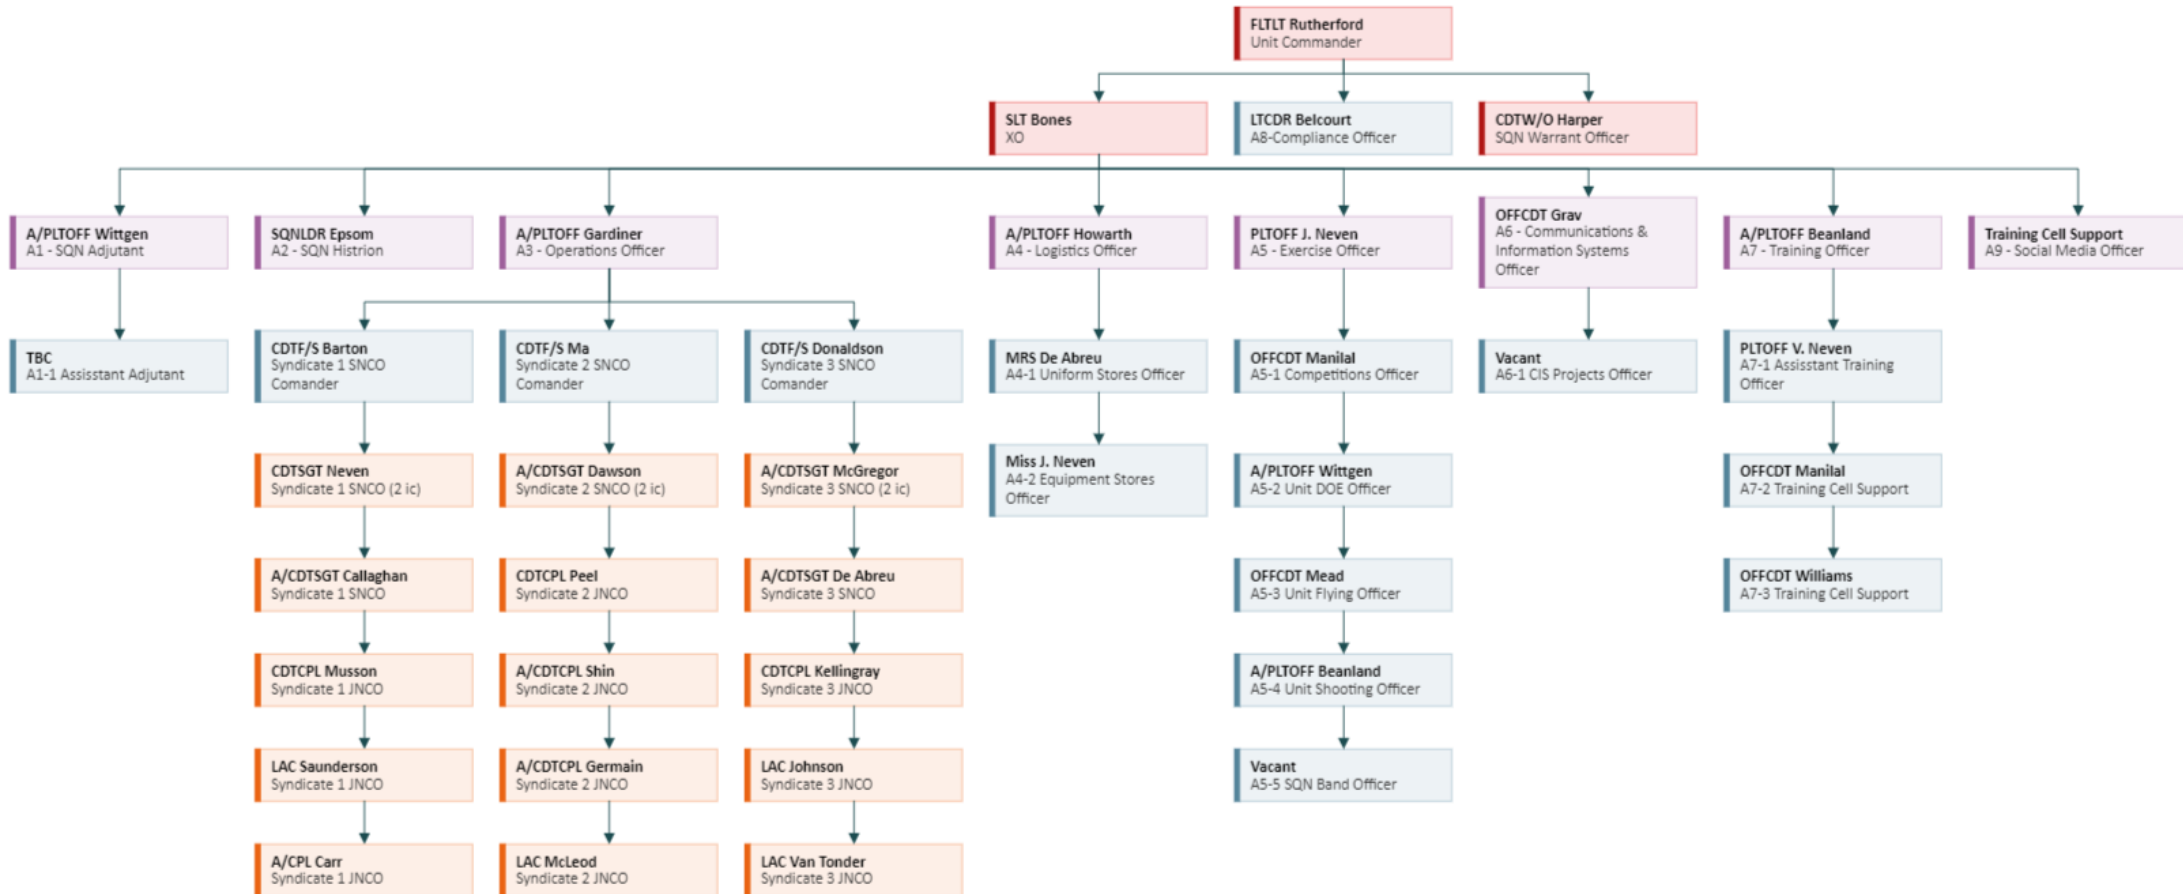 FLTLT Rutherford
Unit Commander
SLT Bones
XO
LTCDR Belcourt
A8-Compliance Officer
CDTW/O Harper
SQN Warrant Officer
A/PLTOFF Wittgen
A1 - SQN Adjutant
SQNLDR Epsom
A2 - SQN Histrion
A/PLTOFF Gardiner
A3 - Operations Officer
A/PLTOFF Howarth
A4 - Logistics Officer
PLTOFF J. Neven
A5 - Exercise Officer
OFFCDT Grav
A6 - Communications &
Information Systems
Officer
A/PLTOFF Beanland
A7 - Training Officer
Training Cell Support
A9 - Social Media Officer
TBC
A1-1 Assisstant Adjutant
CDTF/S Barton
Syndicate 1 SNCO
Comander
CDTF/S Ma
Syndicate 2 SNCO
Comander
CDTF/S Donaldson
Syndicate 3 SNCO
Comander
MRS De Abreu
A4-1 Uniform Stores Officer
OFFCDT Manilal
A5-1 Competitions Officer
Vacant
A6-1 CIS Projects Officer
PLTOFF V. Neven
A7-1 Assisstant Training
Officer
CDTSGT Neven
Syndicate 1 SNCO (2 ic)
A/CDTSGT Dawson
Syndicate 2 SNCO (2 ic)
A/CDTSGT McGregor
Syndicate 3 SNCO (2 ic)
Miss J. Neven
A4-2 Equipment Stores
Officer
A/PLTOFF Wittgen
A5-2 Unit DOE Officer
OFFCDT Manilal
A7-2 Training Cell Support
A/CDTSGT Callaghan
Syndicate 1 SNCO
CDTCPL Peel
Syndicate 2 JNCO
A/CDTSGT De Abreu
Syndicate 3 SNCO
OFFCDT Mead
A5-3 Unit Flying Officer
OFFCDT Williams
A7-3 Training Cell Support
CDTCPL Musson
Syndicate 1 JNCO
A/CDTCPL Shin
Syndicate 2 JNCO
CDTCPL Kellingray
Syndicate 3 JNCO
A/PLTOFF Beanland
A5-4 Unit Shooting Officer
LAC Saunderson
Syndicate 1 JNCO
A/CDTCPL Germain
Syndicate 2 JNCO
LAC Johnson
Syndicate 3 JNCO
Vacant
A5-5 SQN Band Officer
A/CPL Carr
Syndicate 1 JNCO
LAC McLeod
Syndicate 2 JNCO
LAC Van Tonder
Syndicate 3 JNCO